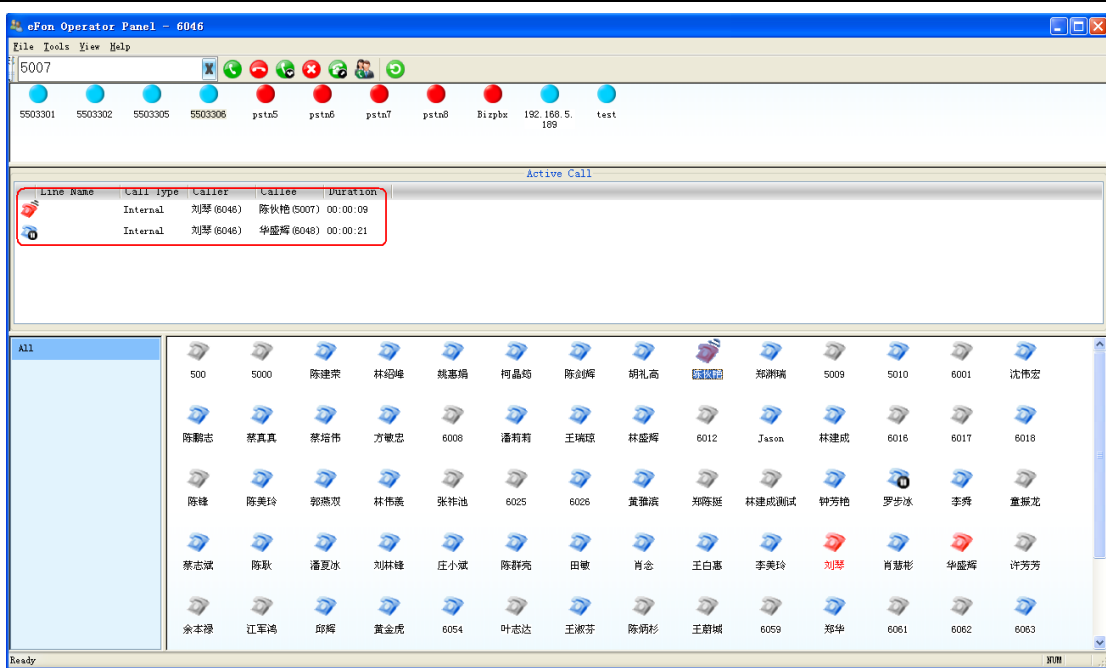 eFon Operator Panel - 6046
File Tools View Help
5007
5503301 5503302 5503305 5503306 pstn5 pstn6 pstn7 pstn8 Bizpbx 192.168.5.189 test
Active Call
Line Name Call Type Caller Callee Duration
Internal 刘琴(6046) 陈伙艳(5007) 00:00:09
Internal 刘琴(6046) 华盛辉(6048) 00:00:21
All
500 5000 陈建荣 林绍峰 姚惠娟 柯晶筠 陈剑辉 胡礼高 陈伙艳 郑渊瑞 5009 5010 6001 沈伟宏
陈鹏志 蔡真真 蔡培伟 方敏忠 6008 潘莉莉 王瑞琼 林盛辉 6012 Jason 林建成 6016 6017 6018
陈锋 陈美玲 郭燕双 林伟羡 张祚池 6025 6026 黄雅滨 郑陈挺 林建成测试 钟芳艳 罗步冰 李舜 童振龙
蔡志斌 陈耿 潘夏冰 刘林锋 庄小斌 陈群亮 田敏 肖念 王白惠 李美玲 刘琴 肖慧彬 华盛辉 许芳芳
余本禄 江军鸿 邱辉 黄金虎 6054 叶志达 王淑芬 陈炳杉 王蔚城 6059 郑华 6061 6062 6063
Ready NUM